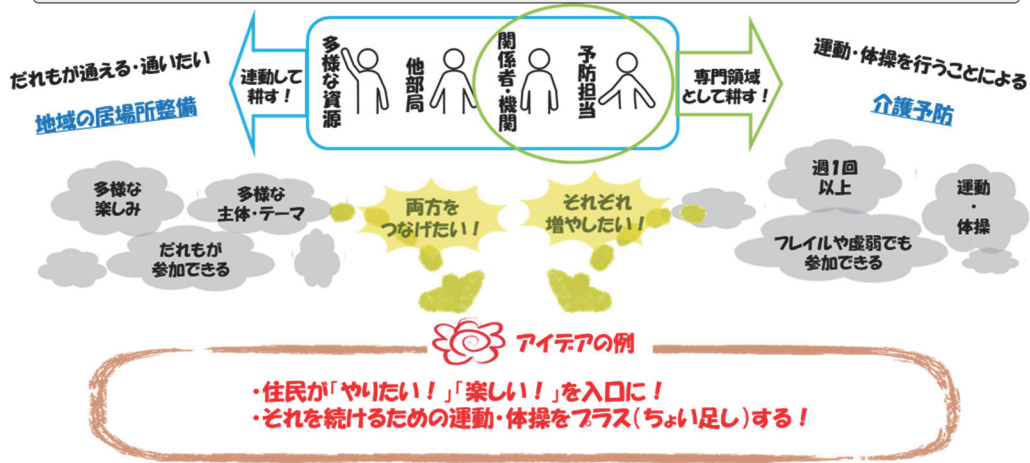 だれもが通える・通いたい
地域の居場所整備
連動して
耕す！
多様な資源
他部局
関係者・機関
予防担当
専門領域
として耕す！
運動・体操を行うことによる
介護予防
多様な
楽しみ
多様な
主体・テーマ
だれもが
参加できる
両方を
つなげたい！
それぞれ
増やしたい！
週1回
以上
運動
・
体操
フレイルや虚弱でも
参加できる
アイデアの例
・住民が「やりたい！」「楽しい！」を入口に！
・それを続けるための運動・体操をプラス（ちょい足し）する！